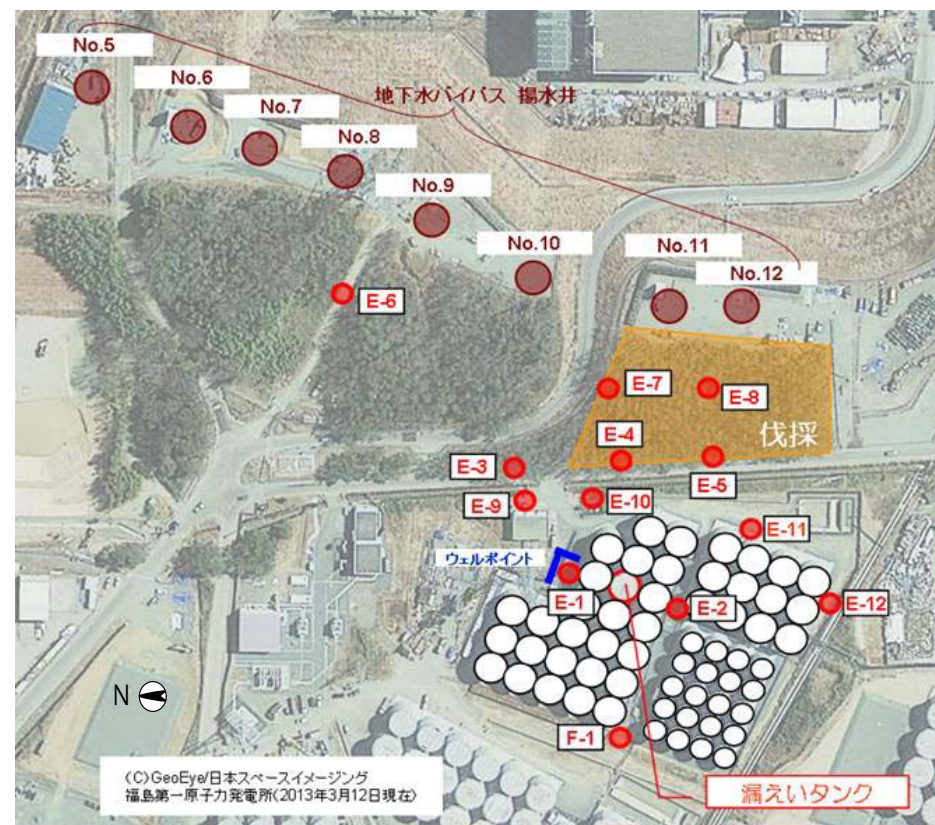 No.5
No.6
No.7
地下水バイパス 揚水井
No.8
No.9
No.10
No.11
No.12
E-6
E-7
E-8
伐採
E-4
E-3
E-5
E-9
E-10
E-11
ウェルポイント
E-1
E-2
E-12
N
F-1
(C)GeoEye/日本スペースイメージング
福島第一原子力発電所(2013年3月12日現在)
漏えいタンク